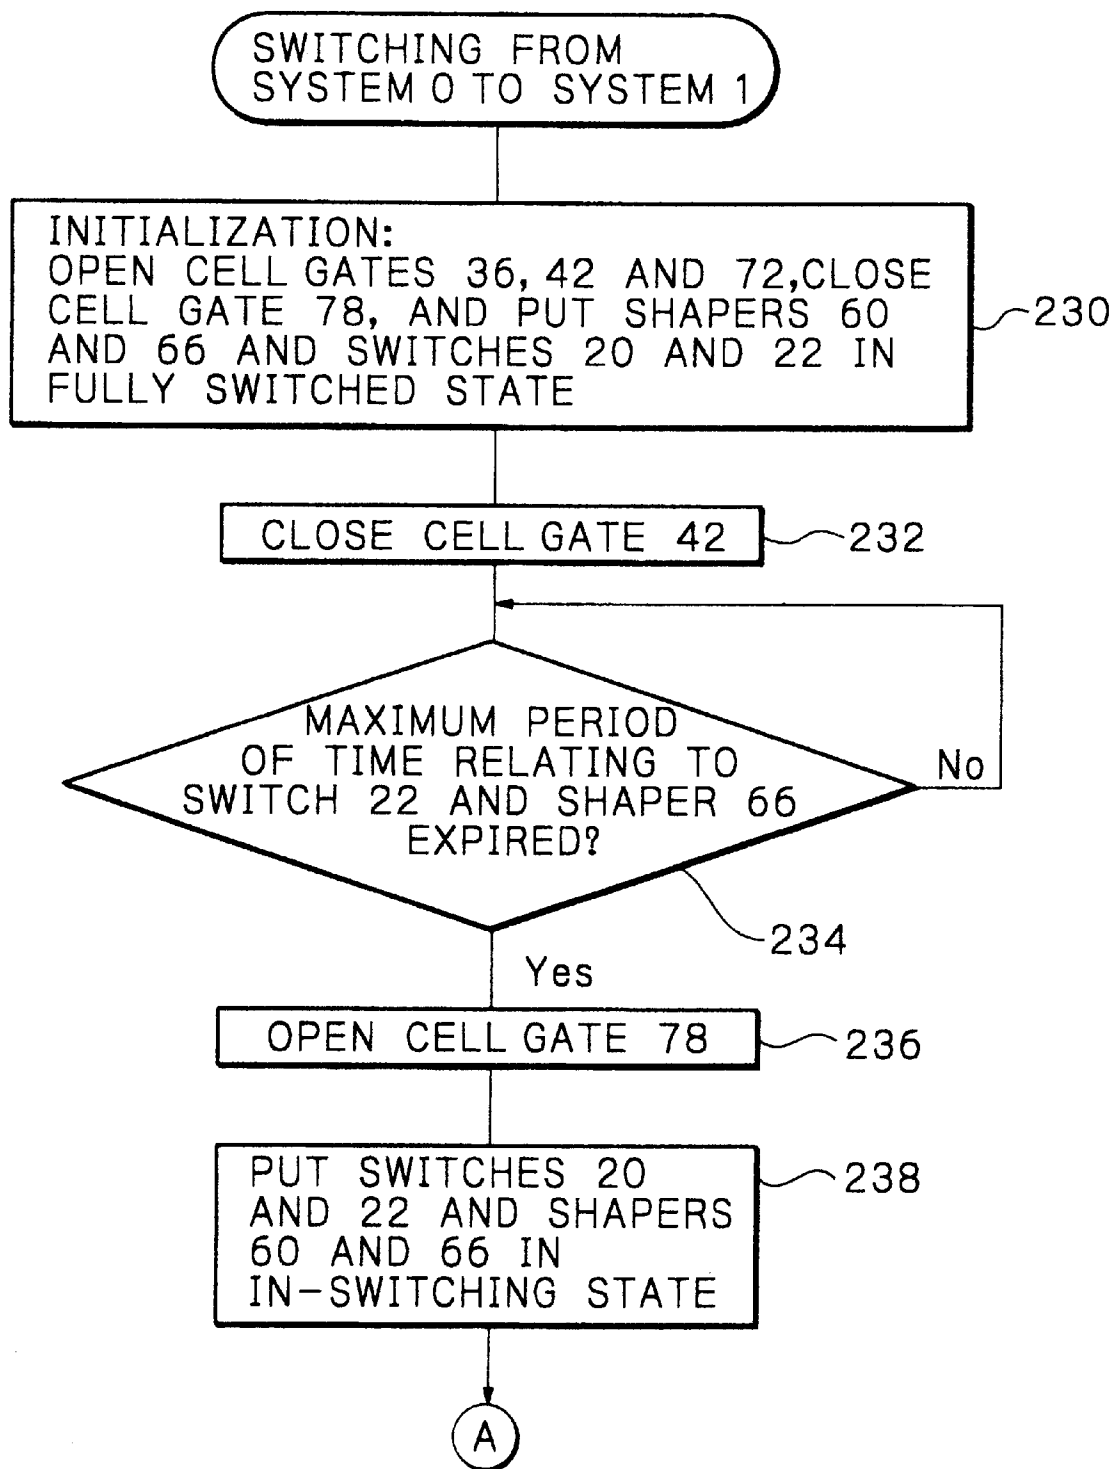 SWITCHING FROM
SYSTEM 0 TO SYSTEM 1
INITIALIZATION:
OPEN CELL GATES 36, 42 AND 72, CLOSE
CELL GATE 78, AND PUT SHAPERS 60
AND 66 AND SWITCHES 20 AND 22 IN
FULLY SWITCHED STATE
230
CLOSE CELL GATE 42
232
MAXIMUM PERIOD
OF TIME RELATING TO
SWITCH 22 AND SHAPER 66
EXPIRED?
No
234
Yes
OPEN CELL GATE 78
236
PUT SWITCHES 20
AND 22 AND SHAPERS
60 AND 66 IN
IN-SWITCHING STATE
238
A